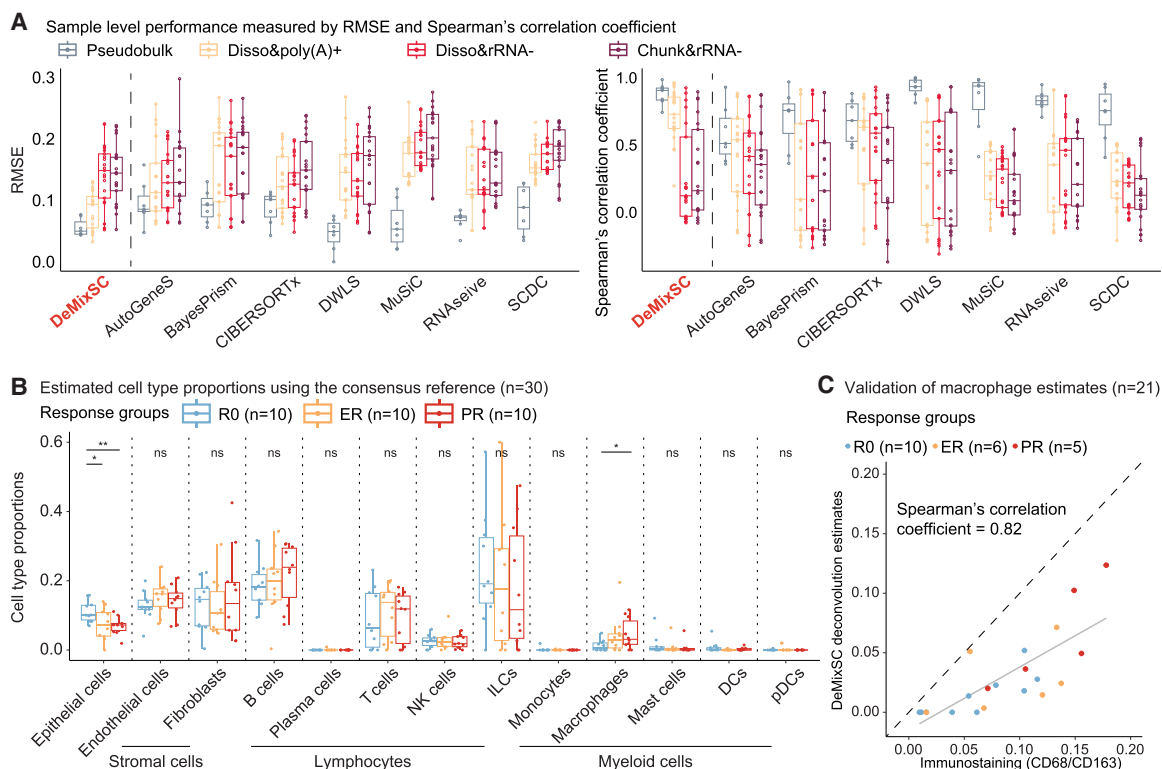 A Sample level performance measured by RMSE and Spearman's correlation coefficient
Pseudobulk Disso&poly(A)+ Disso&rRNA- Chunk&rRNA-
RMSE
0.3
0.2
0.1
0.0
DeMixSC AutoGeneS BayesPrism CIBERSORTx DWLS MuSiC RNAseive SCDC
Spearman's correlation coefficient
1.0
0.5
0.0
DeMixSC AutoGeneS BayesPrism CIBERSORTx DWLS MuSiC RNAseive SCDC
B Estimated cell type proportions using the consensus reference (n=30)
Response groups R0 (n=10) ER (n=10) PR (n=10)
Cell type proportions
0.6
0.4
0.2
0.0
** * ns ns ns ns ns ns ns ns * ns ns ns
Epithelial cells Endothelial cells Fibroblasts B cells Plasma cells T cells NK cells ILCs Monocytes Macrophages Mast cells DCs pDCs
Stromal cells Lymphocytes Myeloid cells
C Validation of macrophage estimates (n=21)
Response groups
R0 (n=10) ER (n=6) PR (n=5)
Spearman's correlation
coefficient = 0.82
DeMixSC deconvolution estimates
0.20
0.15
0.10
0.05
0.00
0.00 0.05 0.10 0.15 0.20
Immunostaining (CD68/CD163)